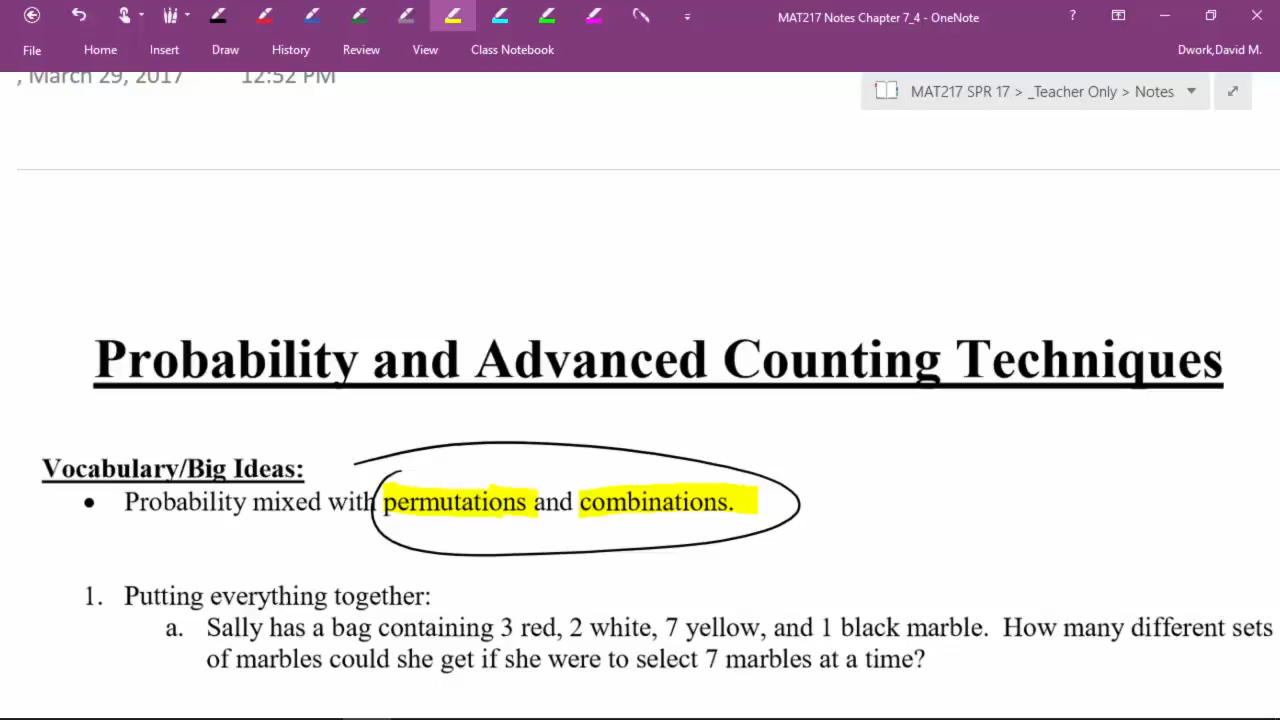 MAT217 Notes Chapter 7_4 - OneNote
?
File
Home
Insert
Draw
History
Review
View
Class Notebook
Dwork,David M.
, March 29, 2017
12:52 PM
MAT217 SPR 17 > _Teacher Only > Notes
Probability and Advanced Counting Techniques
Vocabulary/Big Ideas:
• Probability mixed with permutations and combinations.
1. Putting everything together:
a. Sally has a bag containing 3 red, 2 white, 7 yellow, and 1 black marble. How many different sets
of marbles could she get if she were to select 7 marbles at a time?